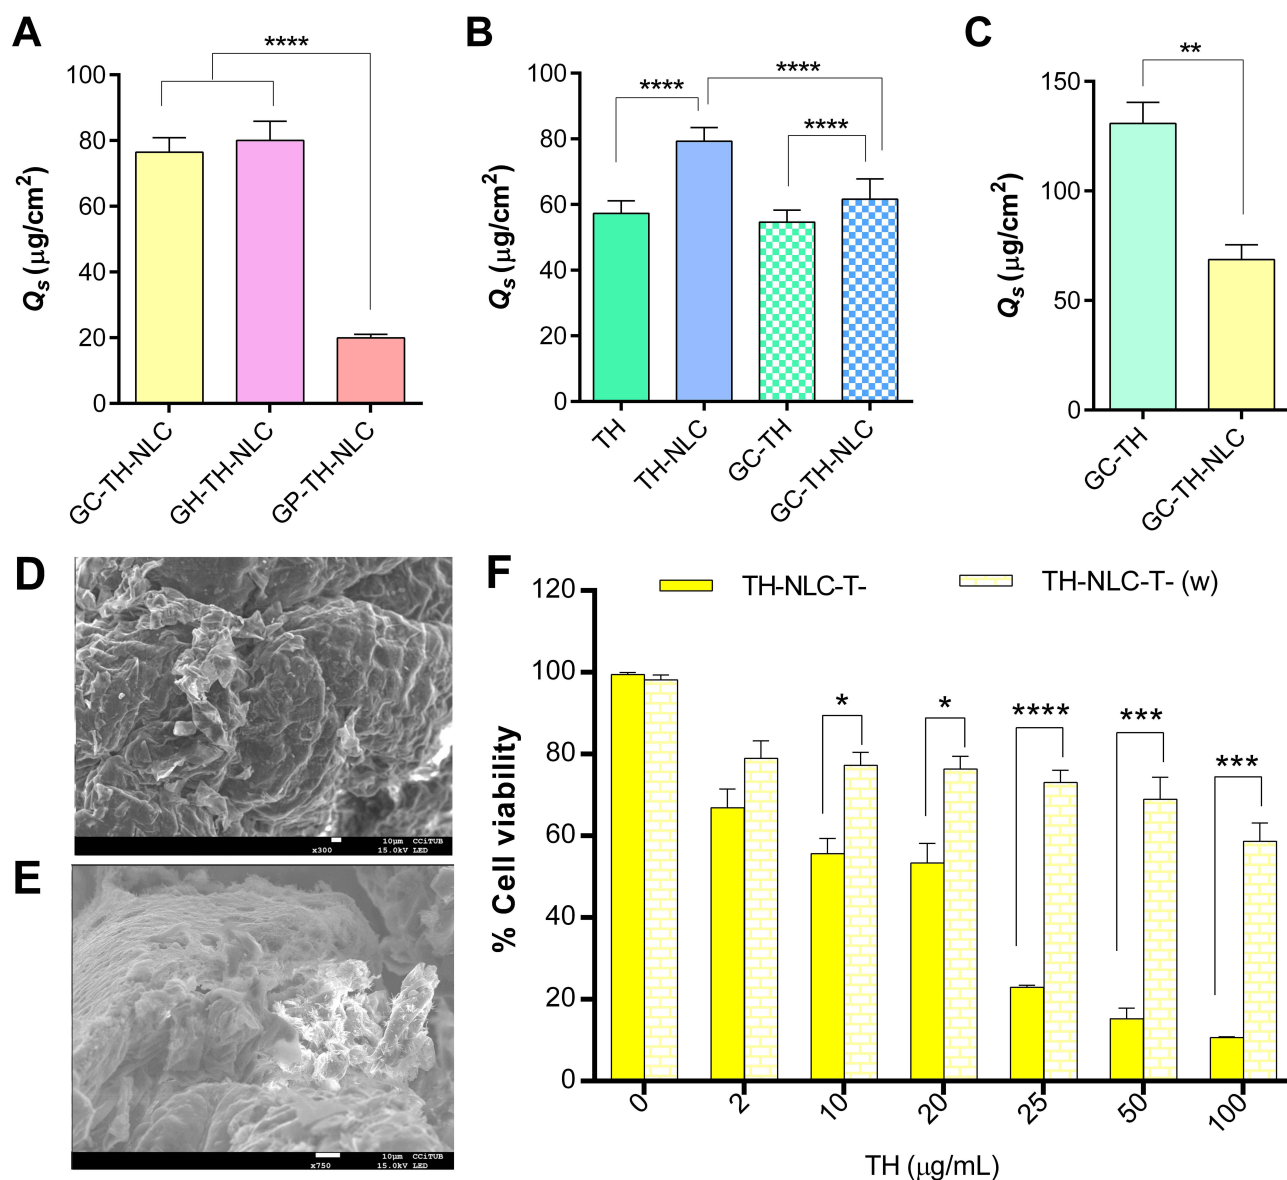 A
****
Qs (μg/cm2)
100
80
60
40
20
0
GC-TH-NLC
GH-TH-NLC
GP-TH-NLC
B
****
****
****
Qs (μg/cm2)
100
80
60
40
20
0
TH
TH-NLC
GC-TH
GC-TH-NLC
C
**
Qs (μg/cm2)
150
100
50
0
GC-TH
GC-TH-NLC
D
x300
10μm CCiTUB
15.0kV LED
E
x750
10μm CCiTUB
15.0kV LED
F
TH-NLC-T-
TH-NLC-T- (w)
% Cell viability
120
100
80
60
40
20
0
*
*
****
***
***
0
2
10
20
25
50
100
TH (μg/mL)